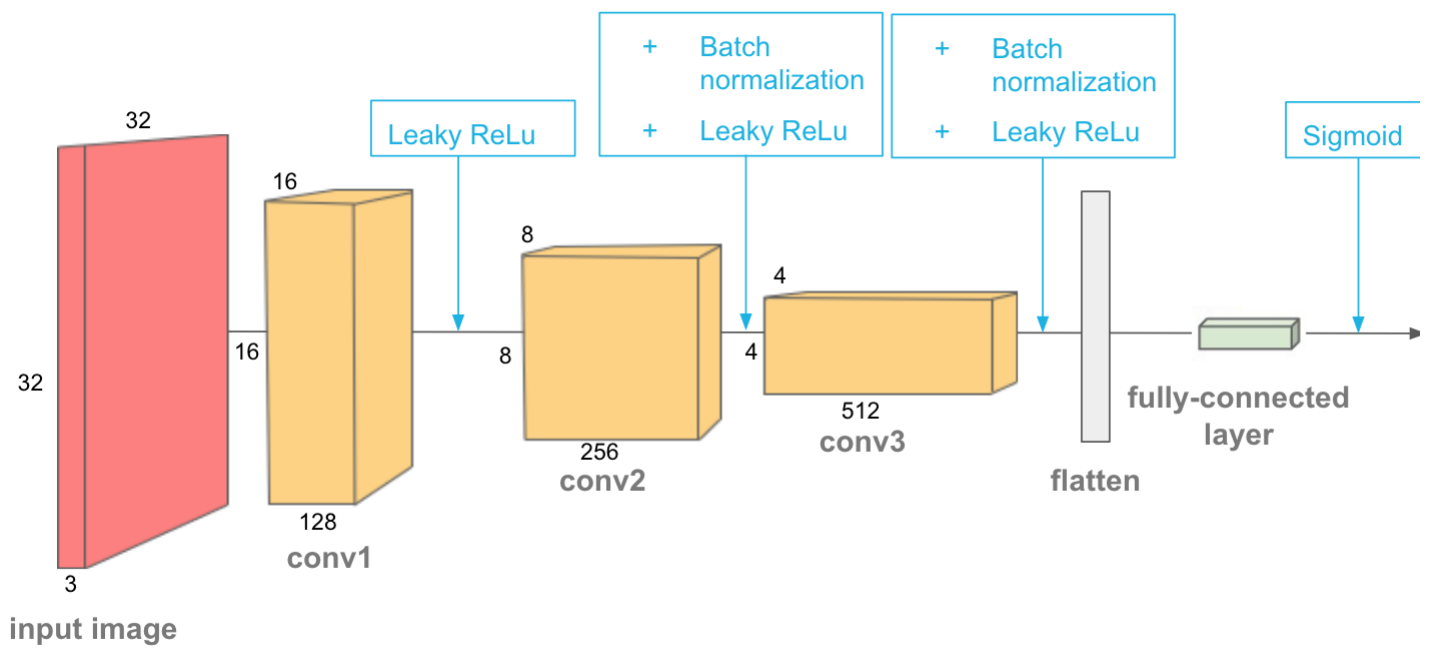 + Batch
normalization
+ Leaky ReLu
+ Batch
normalization
+ Leaky ReLu
Leaky ReLu
Sigmoid
32
32
3
input image
16
16
128
conv1
8
8
256
conv2
4
4
512
conv3
flatten
fully-connected
layer